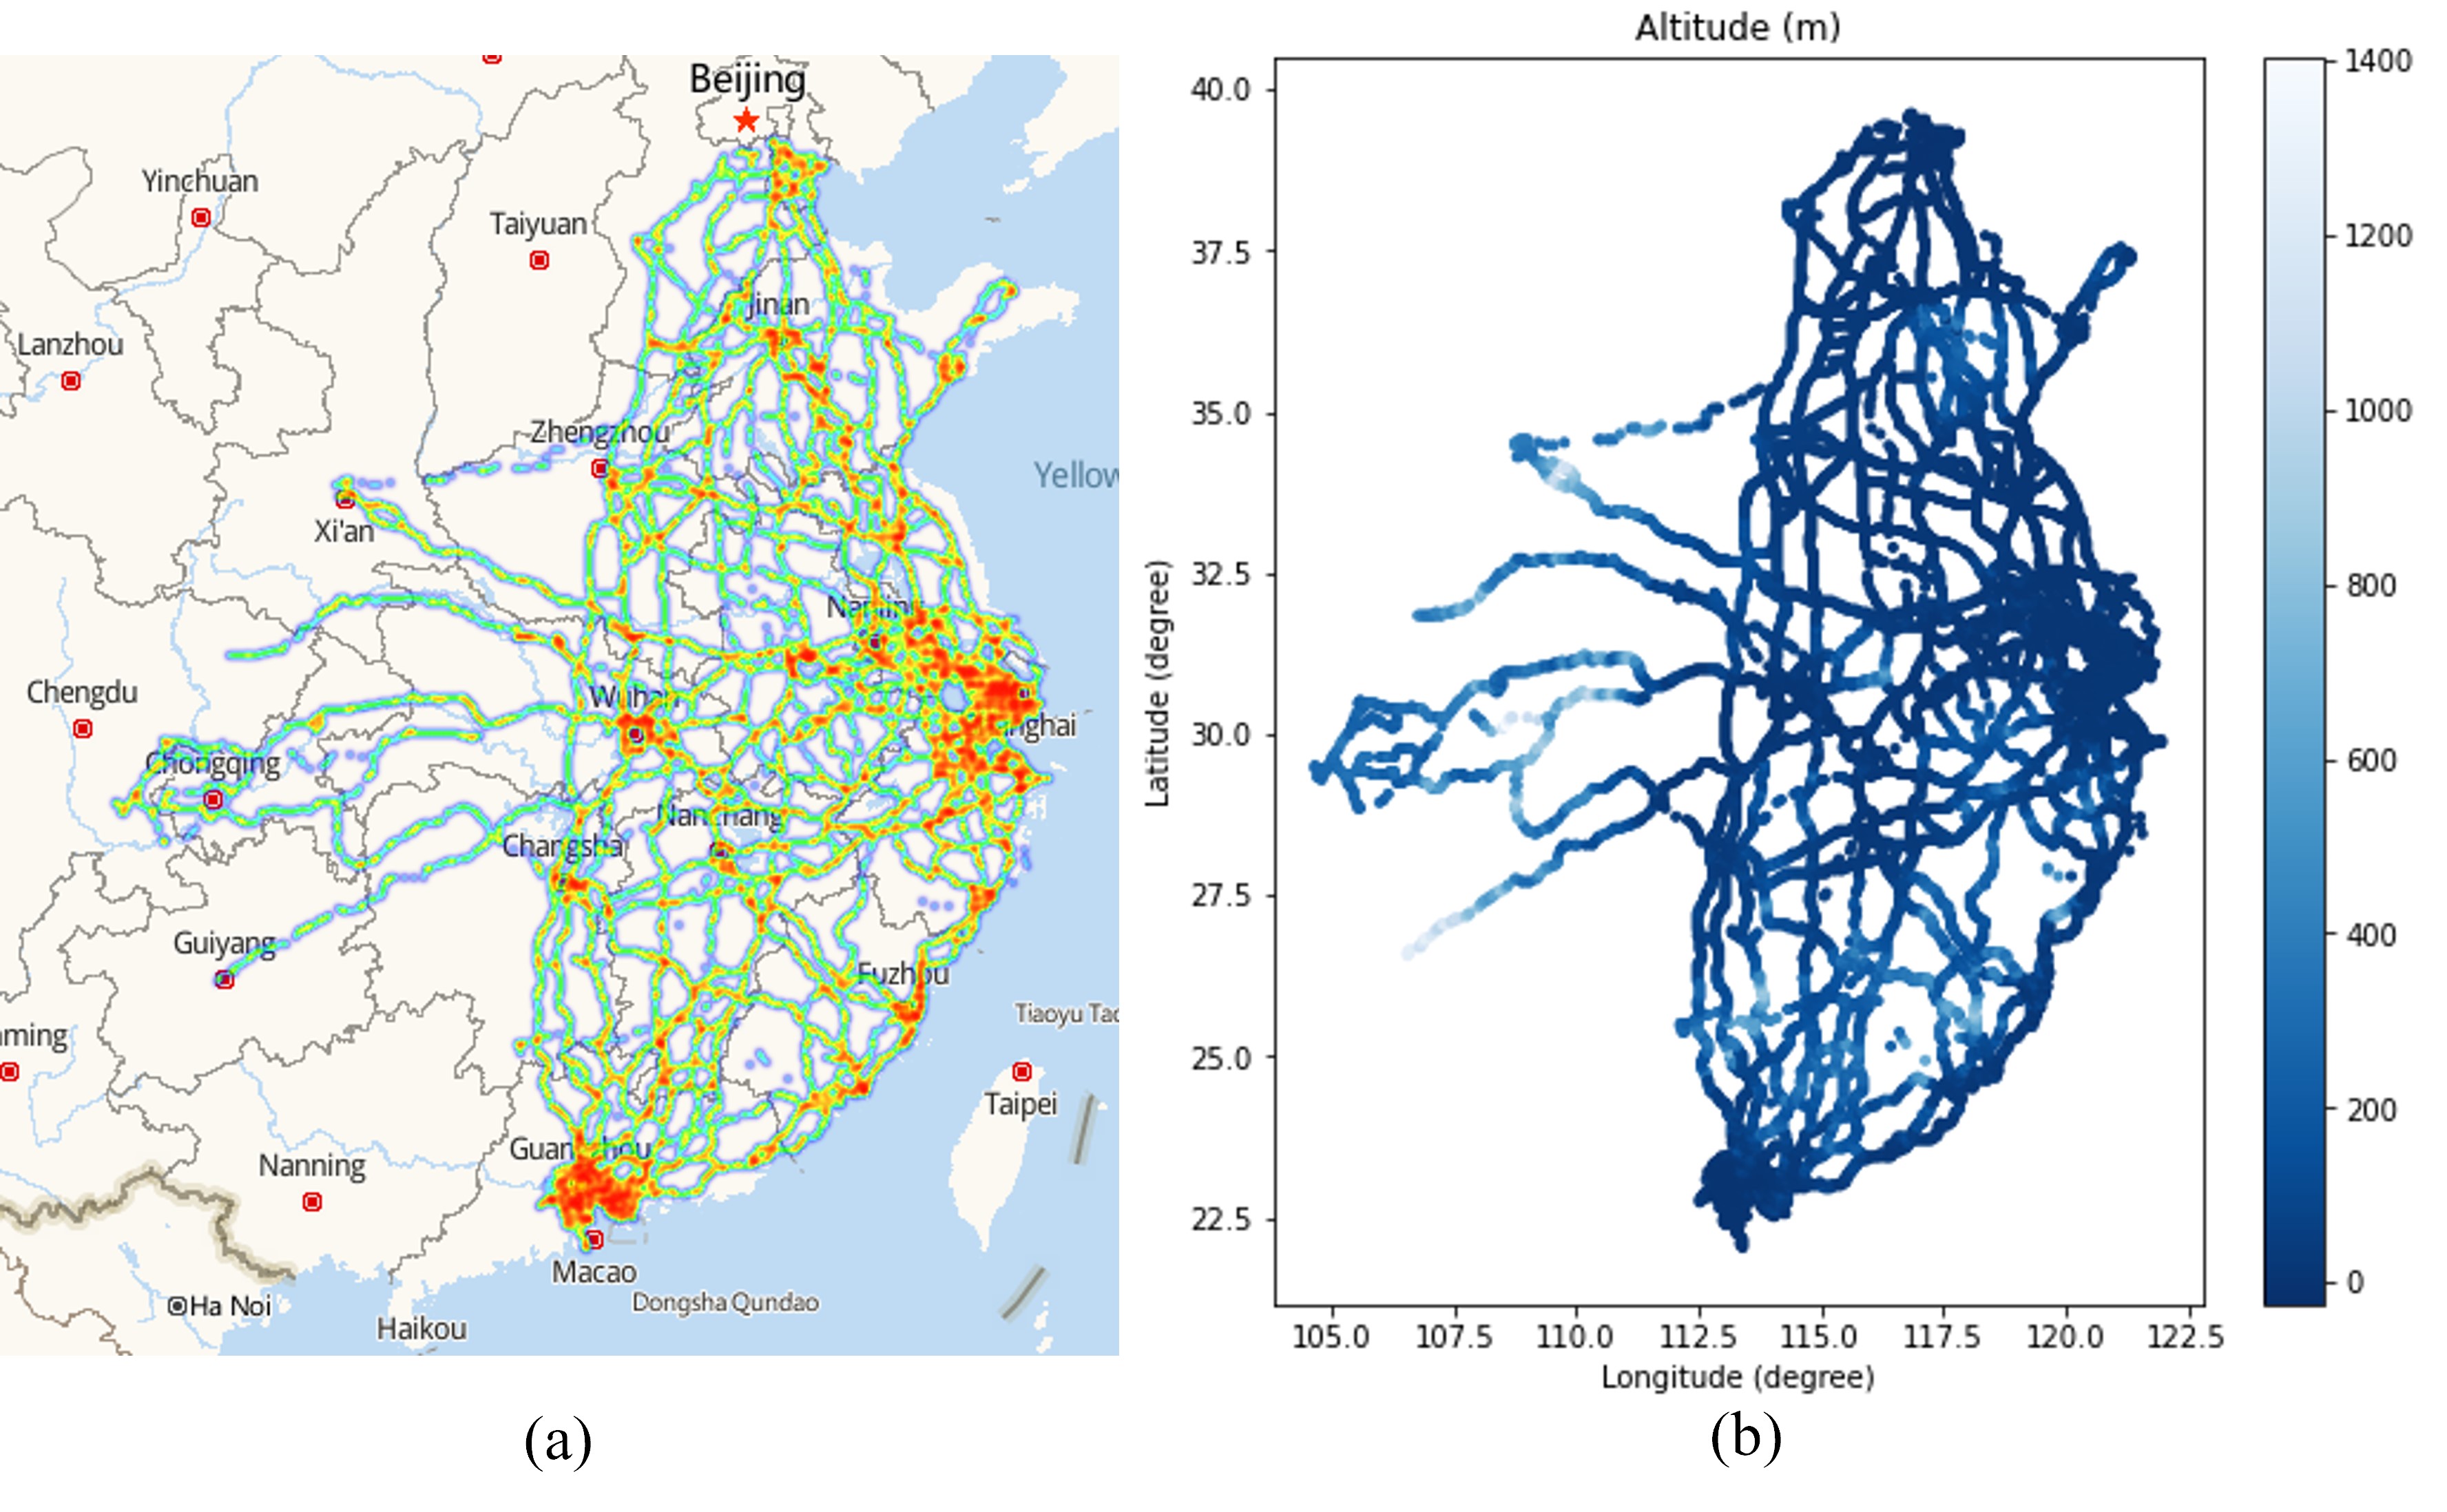 Beijing
Yinchuan
Taiyuan
Jinan
Lanzhou
Zhengzhou
Yellow
Xi'an
Nanjing
Chengdu
Wuhan
nghai
Chongqing
Nanchang
Changsha
Guiyang
Fuzhou
Tiaoyu Tao
ming
Taipei
Guangzhou
Nanning
Macao
Dongsha Qundao
Ha Noi
Haikou
(a)
Altitude (m)
40.0
37.5
35.0
32.5
30.0
27.5
25.0
22.5
Latitude (degree)
105.0 107.5 110.0 112.5 115.0 117.5 120.0 122.5
Longitude (degree)
1400
1200
1000
800
600
400
200
0
(b)